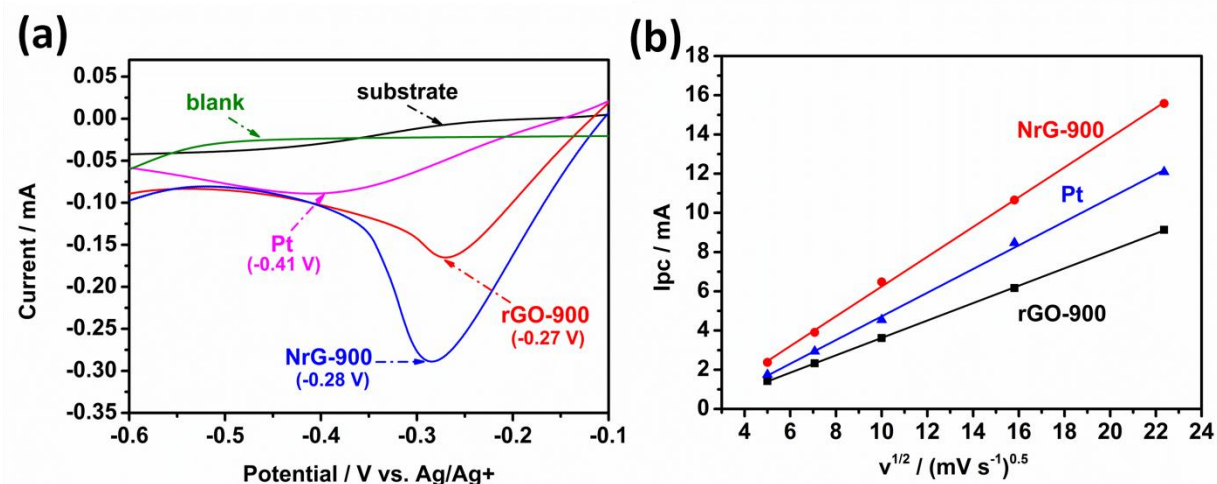 (a)
0.05
0.00
-0.05
-0.10
-0.15
-0.20
-0.25
-0.30
-0.35
Current / mA
blank
substrate
Pt
(-0.41 V)
rGO-900
(-0.27 V)
NrG-900
(-0.28 V)
-0.6
-0.5
-0.4
-0.3
-0.2
-0.1
Potential / V vs. Ag/Ag+
(b)
18
16
14
12
10
8
6
4
2
0
Ipc / mA
NrG-900
Pt
rGO-900
4
6
8
10
12
14
16
18
20
22
24
v^1/2 / (mV s^-1)^0.5